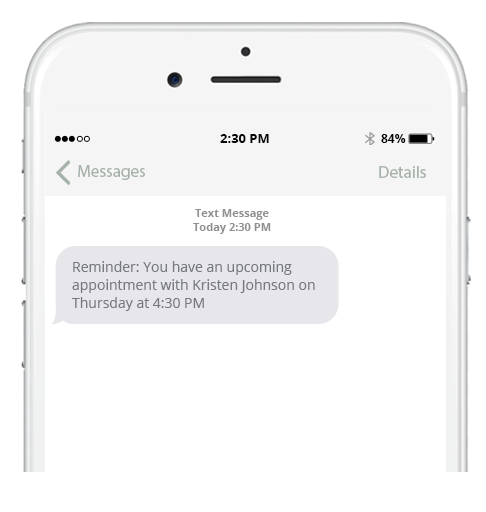 2:30 PM 84%
Messages Details
Text Message
Today 2:30 PM
Reminder: You have an upcoming
appointment with Kristen Johnson on
Thursday at 4:30 PM